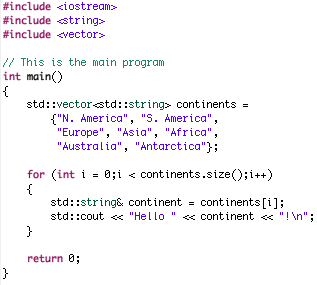 #include <iostream>
#include <string>
#include <vector>

// This is the main program
int main()
{
    std::vector<std::string> continents =
        {"N. America", "S. America",
         "Europe", "Asia", "Africa",
         "Australia", "Antarctica"};

    for (int i = 0;i < continents.size();i++)
    {
        std::string& continent = continents[i];
        std::cout << "Hello " << continent << "!\n";
    }

    return 0;
}